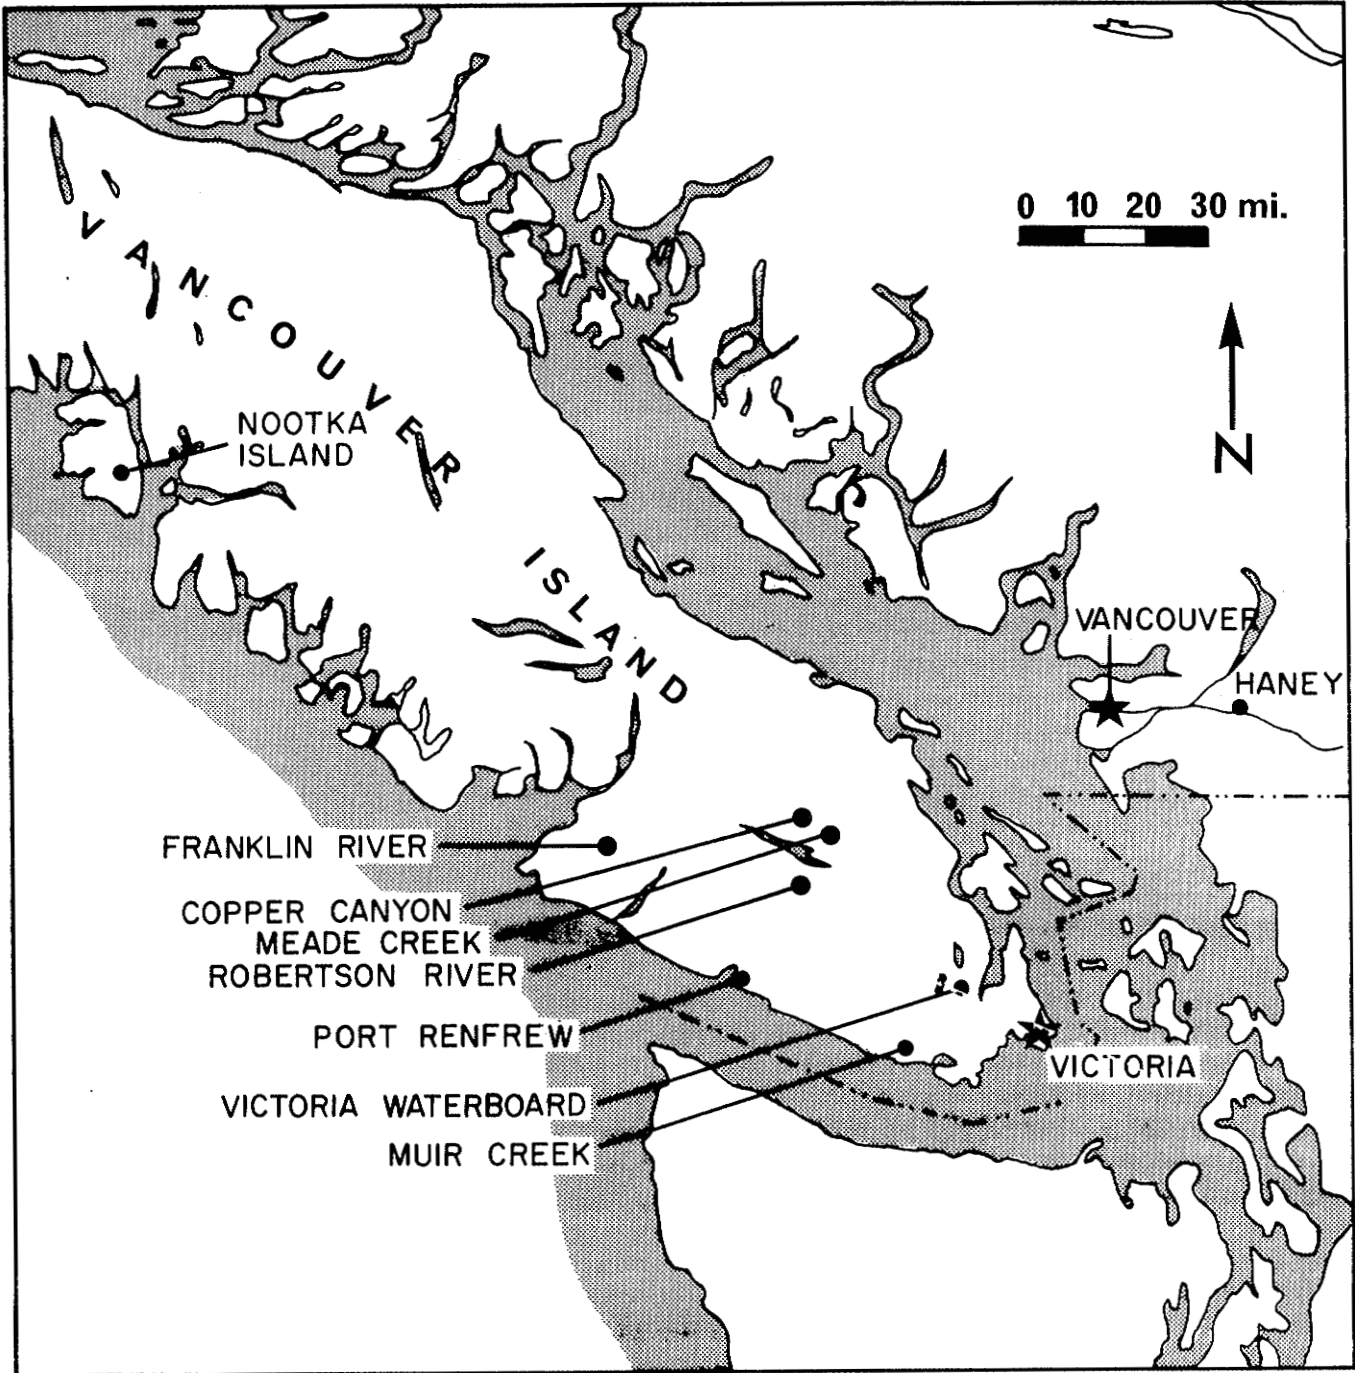 0 10 20 30 mi.
VANCOUVER
ISLAND
N
NOOTKA
ISLAND
VANCOUVER
HANEY
FRANKLIN RIVER
COPPER CANYON
MEADE CREEK
ROBERTSON RIVER
PORT RENFREW
VICTORIA
VICTORIA WATERBOARD
MUIR CREEK